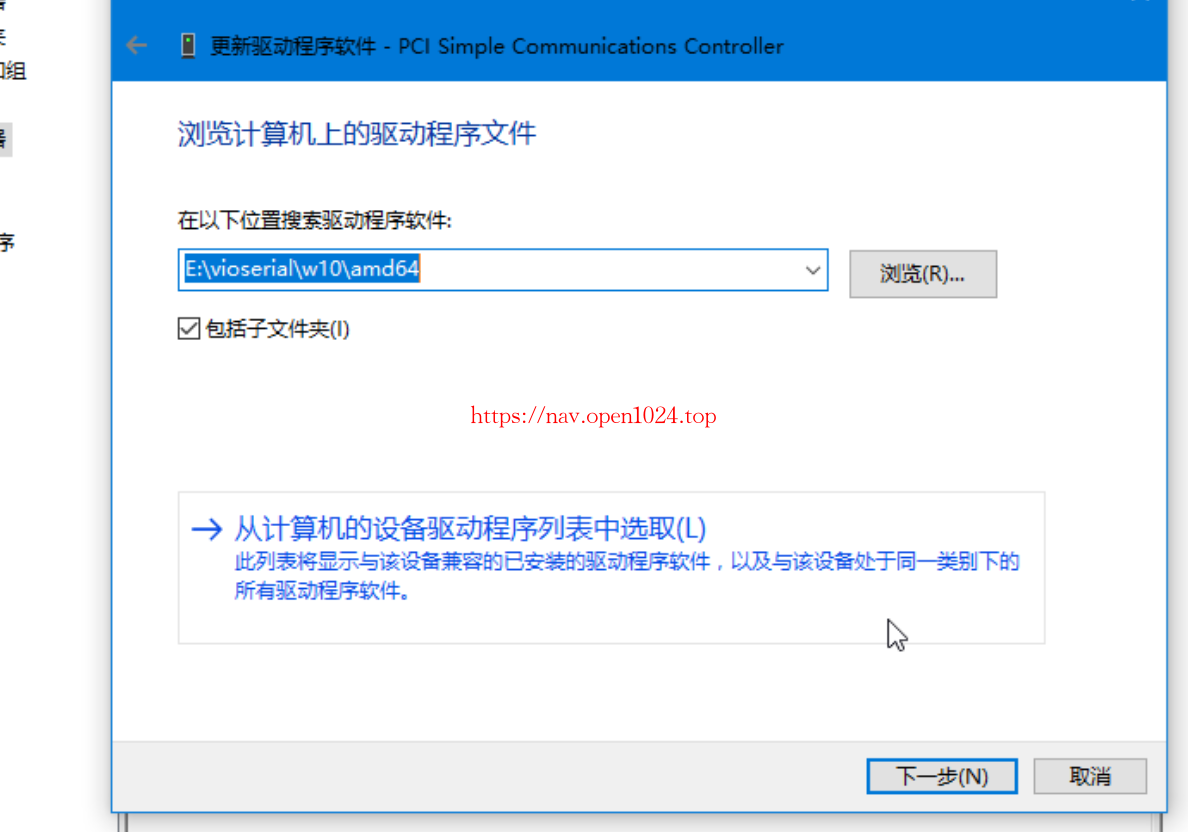 和组
器
序
更新驱动程序软件 - PCI Simple Communications Controller
浏览计算机上的驱动程序文件
在以下位置搜索驱动程序软件:
E:\vioserial\w10\amd64
浏览(R)...
包括子文件夹(I)
https://nav.open1024.top
从计算机的设备驱动程序列表中选取(L)
此列表将显示与该设备兼容的已安装的驱动程序软件，以及与该设备处于同一类别下的
所有驱动程序软件。
下一步(N)
取消